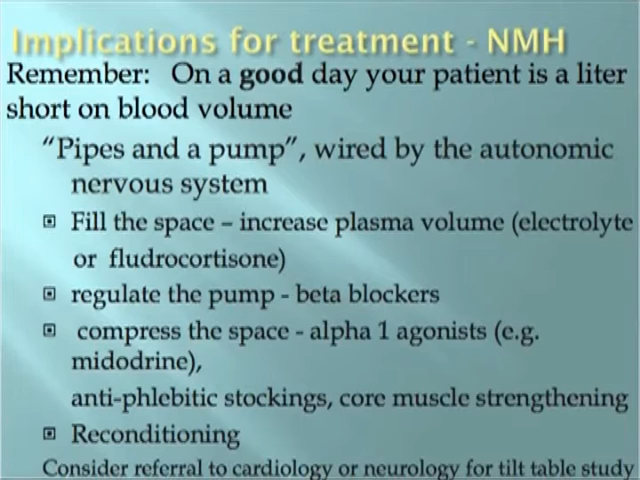 Implications for treatment - NMH
Remember: On a good day your patient is a liter
short on blood volume
“Pipes and a pump”, wired by the autonomic
nervous system
Fill the space – increase plasma volume (electrolyte
or fludrocortisone)
regulate the pump - beta blockers
compress the space - alpha 1 agonists (e.g.
midodrine),
anti-phlebitic stockings, core muscle strengthening
Reconditioning
Consider referral to cardiology or neurology for tilt table study